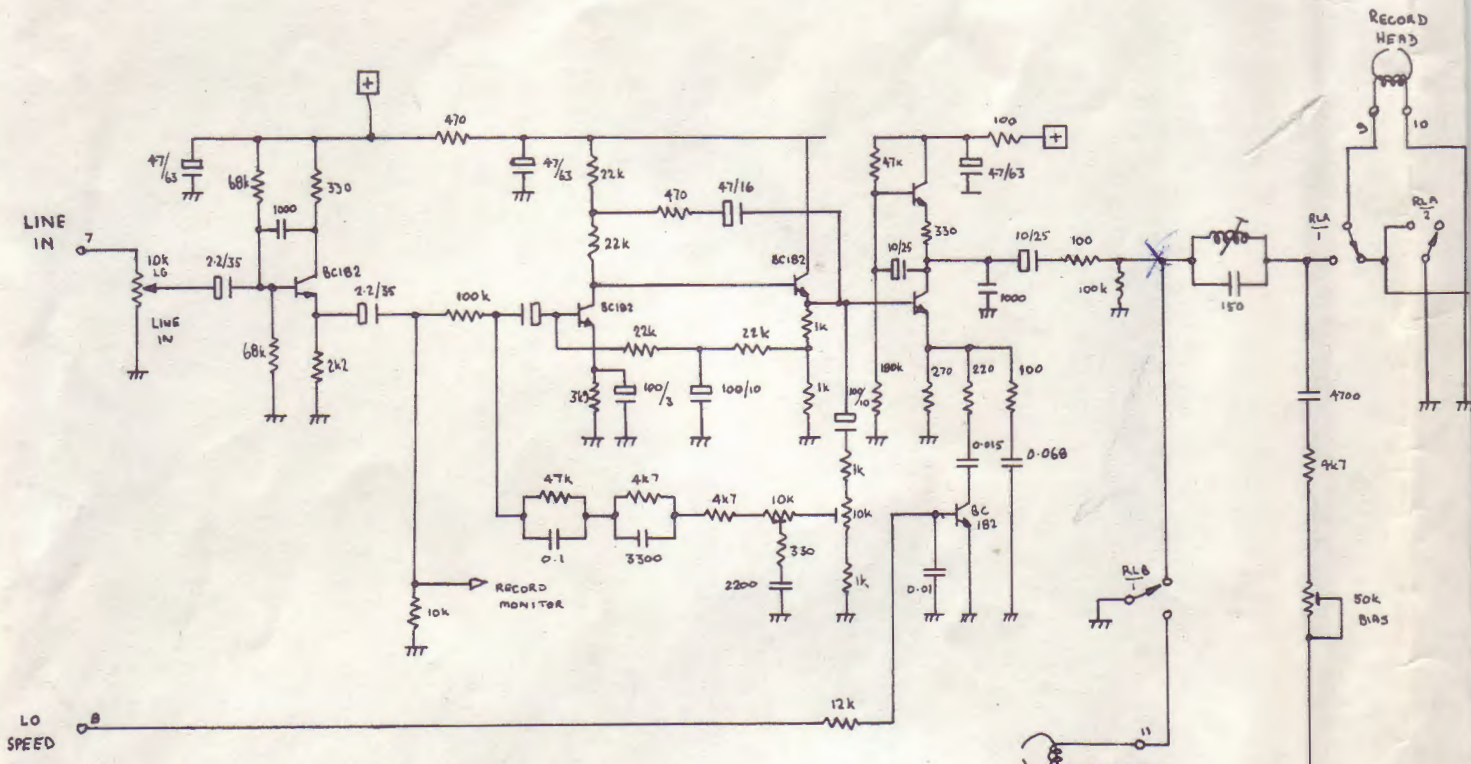 RECORD
HEAD
9
10
+
470
100
+
47/63
68k
330
47/63
22k
47k
47/63
470
47/16
1000
LINE
IN
7
10k
LG
2.2/35
BC182
22k
BC182
10/25
330
10/25
100
RLA
1
RLA
2
LINE
IN
2.2/35
100k
BC182
1k
1000
100k
150
68k
2k2
22k
22k
3k9
100/
3
100/10
1k
100/
10
180k
270
220
100
4700
0.015
0.068
1k
4k7
47k
4k7
4k7
10k
10k
BC
182
0.1
3300
330
2200
1k
0.01
RECORD
MONITOR
10k
RLB
1
50k
BIAS
LO
SPEED
8
12k
11